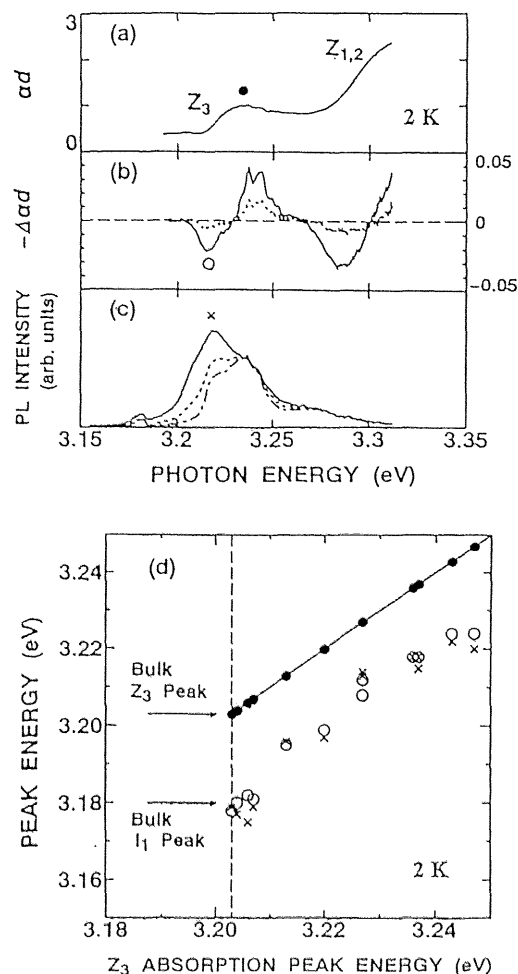 (a)
3
αd
0
Z3
Z1,2
2 K
(b)
-Δαd
0.05
0
-0.05
(c)
PL INTENSITY
(arb. units)
×
3.15 3.2 3.25 3.3 3.35
PHOTON ENERGY (eV)
(d)
3.24
3.22
3.20
3.18
3.16
PEAK ENERGY (eV)
Bulk
Z3 Peak
Bulk
I1 Peak
2 K
3.18 3.20 3.22 3.24
Z3 ABSORPTION PEAK ENERGY (eV)